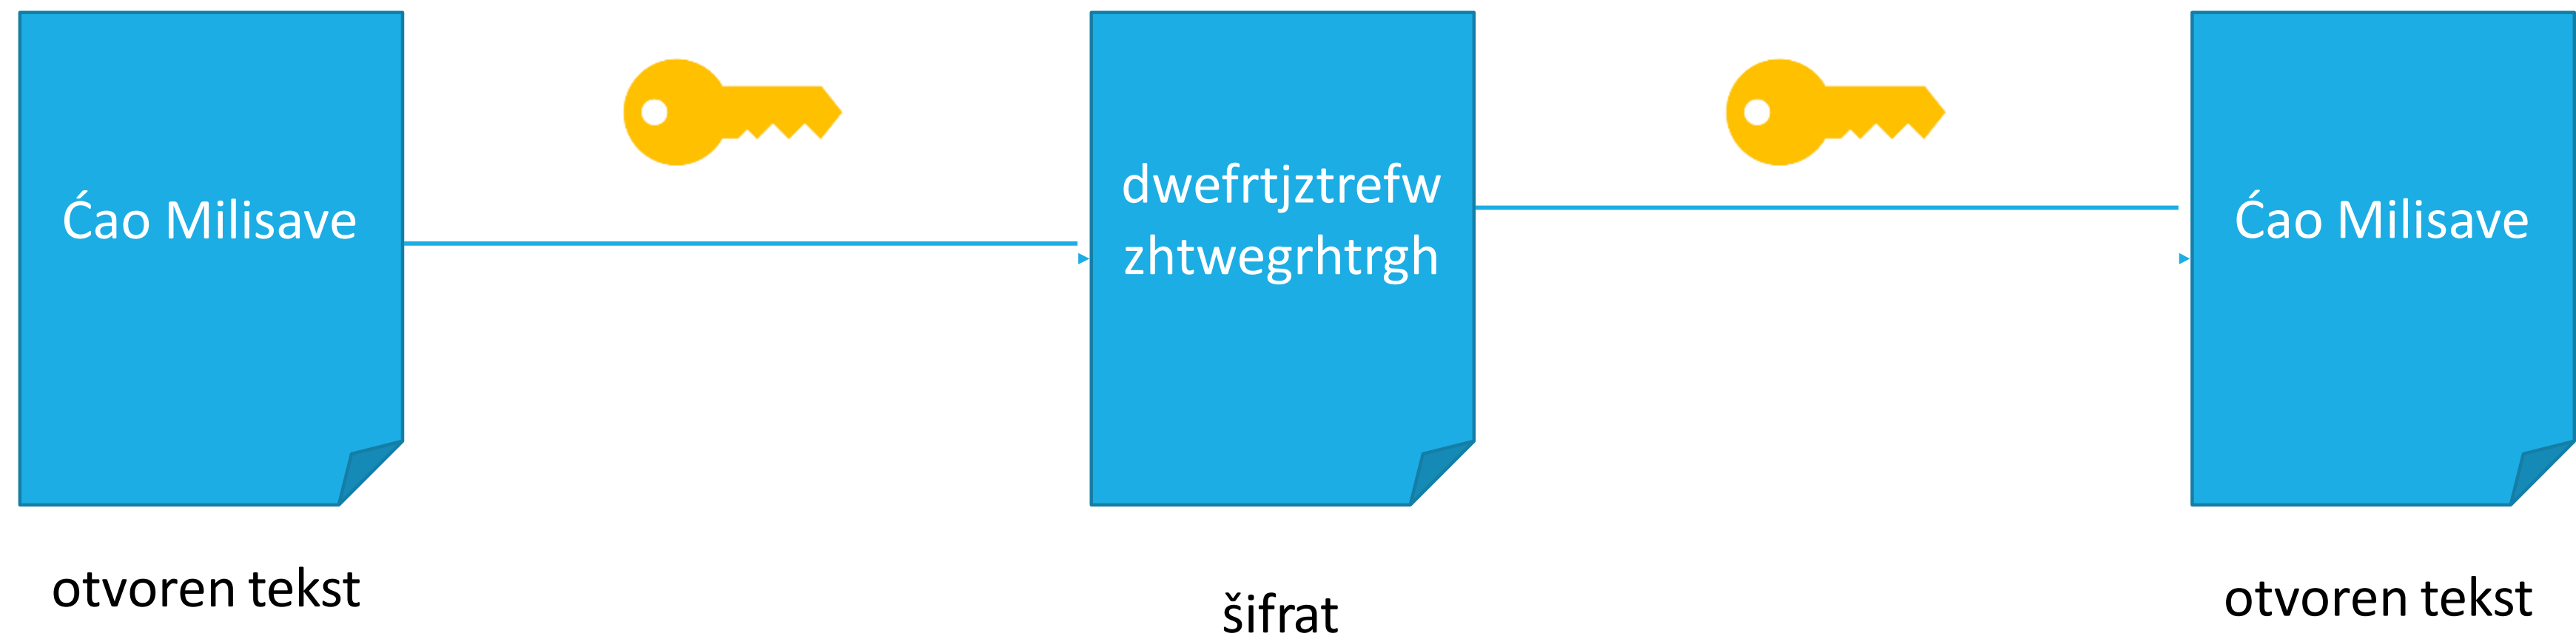 Ćao Milisave
dwefrtjztrefw
zhtwegrhtrgh
Ćao Milisave
otvoren tekst
šifrat
otvoren tekst